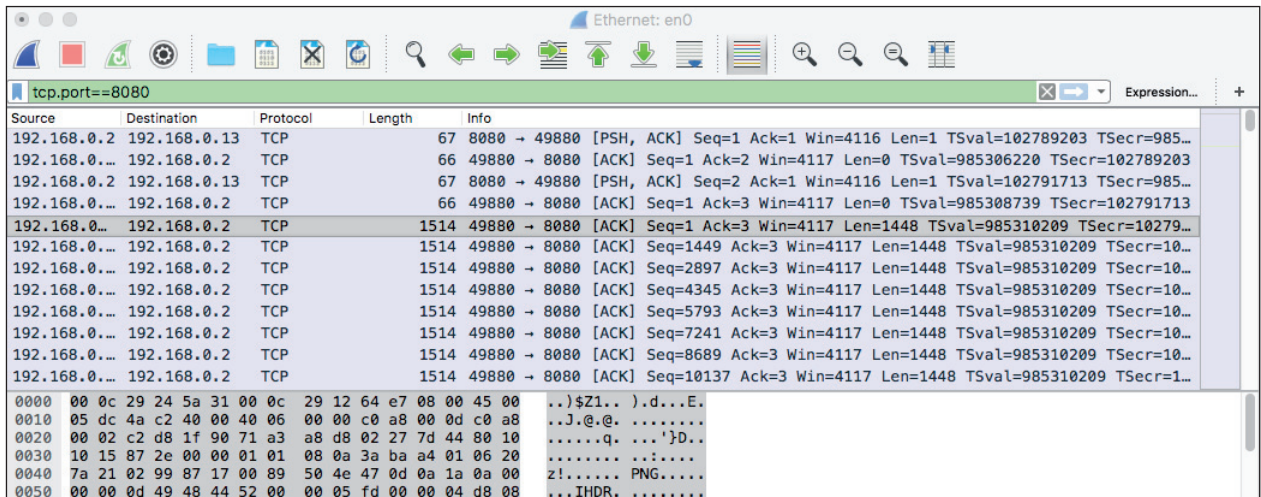 Ethernet: en0
tcp.port==8080
Expression... +
Source Destination Protocol Length Info
192.168.0.2 192.168.0.13 TCP 67 8080 → 49880 [PSH, ACK] Seq=1 Ack=1 Win=4116 Len=1 TSval=102789203 TSecr=985…
192.168.0.… 192.168.0.2 TCP 66 49880 → 8080 [ACK] Seq=1 Ack=2 Win=4117 Len=0 TSval=985306220 TSecr=102789203
192.168.0.2 192.168.0.13 TCP 67 8080 → 49880 [PSH, ACK] Seq=2 Ack=1 Win=4116 Len=1 TSval=102791713 TSecr=985…
192.168.0.… 192.168.0.2 TCP 66 49880 → 8080 [ACK] Seq=1 Ack=3 Win=4117 Len=0 TSval=985308739 TSecr=102791713
192.168.0… 192.168.0.2 TCP 1514 49880 → 8080 [ACK] Seq=1 Ack=3 Win=4117 Len=1448 TSval=985310209 TSecr=10279…
192.168.0.… 192.168.0.2 TCP 1514 49880 → 8080 [ACK] Seq=1449 Ack=3 Win=4117 Len=1448 TSval=985310209 TSecr=10…
192.168.0.… 192.168.0.2 TCP 1514 49880 → 8080 [ACK] Seq=2897 Ack=3 Win=4117 Len=1448 TSval=985310209 TSecr=10…
192.168.0.… 192.168.0.2 TCP 1514 49880 → 8080 [ACK] Seq=4345 Ack=3 Win=4117 Len=1448 TSval=985310209 TSecr=10…
192.168.0.… 192.168.0.2 TCP 1514 49880 → 8080 [ACK] Seq=5793 Ack=3 Win=4117 Len=1448 TSval=985310209 TSecr=10…
192.168.0.… 192.168.0.2 TCP 1514 49880 → 8080 [ACK] Seq=7241 Ack=3 Win=4117 Len=1448 TSval=985310209 TSecr=10…
192.168.0.… 192.168.0.2 TCP 1514 49880 → 8080 [ACK] Seq=8689 Ack=3 Win=4117 Len=1448 TSval=985310209 TSecr=10…
192.168.0.… 192.168.0.2 TCP 1514 49880 → 8080 [ACK] Seq=10137 Ack=3 Win=4117 Len=1448 TSval=985310209 TSecr=1…
0000 00 0c 29 24 5a 31 00 0c 29 12 64 e7 08 00 45 00 ..)$Z1.. ).d...E.
0010 05 dc 4a c2 40 00 40 06 00 00 c0 a8 00 0d c0 a8 ..J.@.@. ........
0020 00 02 c2 d8 1f 90 71 a3 a8 d8 02 27 7d 44 80 10 ......q. ...'}D..
0030 10 15 87 2e 00 00 01 01 08 0a 3a ba a4 01 06 20 ........ ..:.... 
0040 7a 21 02 99 87 17 00 89 50 4e 47 0d 0a 1a 0a 00 z!...... PNG.....
0050 00 00 0d 49 48 44 52 00 00 05 fd 00 00 04 d8 08 ...IHDR. ........